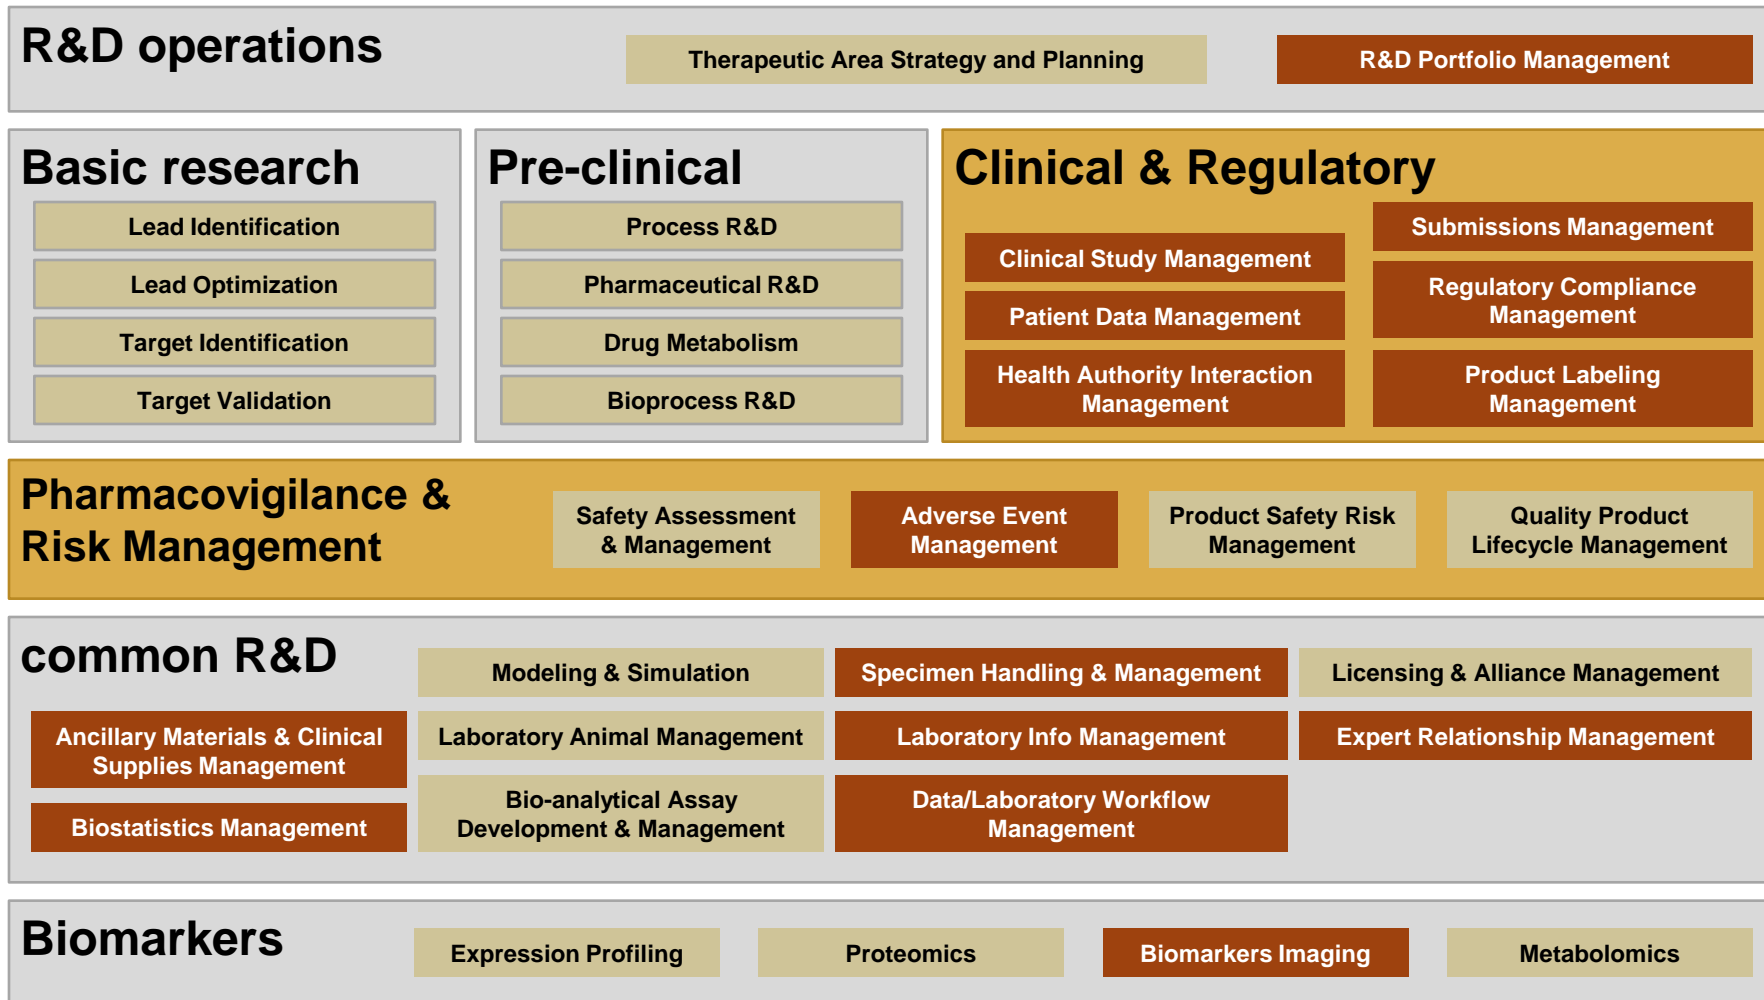 R&D operations
Therapeutic Area Strategy and Planning
R&D Portfolio Management
Basic research
Lead Identification
Lead Optimization
Target Identification
Target Validation
Pre-clinical
Process R&D
Pharmaceutical R&D
Drug Metabolism
Bioprocess R&D
Clinical & Regulatory
Clinical Study Management
Patient Data Management
Health Authority Interaction
Management
Submissions Management
Regulatory Compliance
Management
Product Labeling
Management
Pharmacovigilance &
Risk Management
Safety Assessment
& Management
Adverse Event
Management
Product Safety Risk
Management
Quality Product
Lifecycle Management
common R&D
Ancillary Materials & Clinical
Supplies Management
Biostatistics Management
Modeling & Simulation
Laboratory Animal Management
Bio-analytical Assay
Development & Management
Specimen Handling & Management
Laboratory Info Management
Data/Laboratory Workflow
Management
Licensing & Alliance Management
Expert Relationship Management
Biomarkers
Expression Profiling
Proteomics
Biomarkers Imaging
Metabolomics